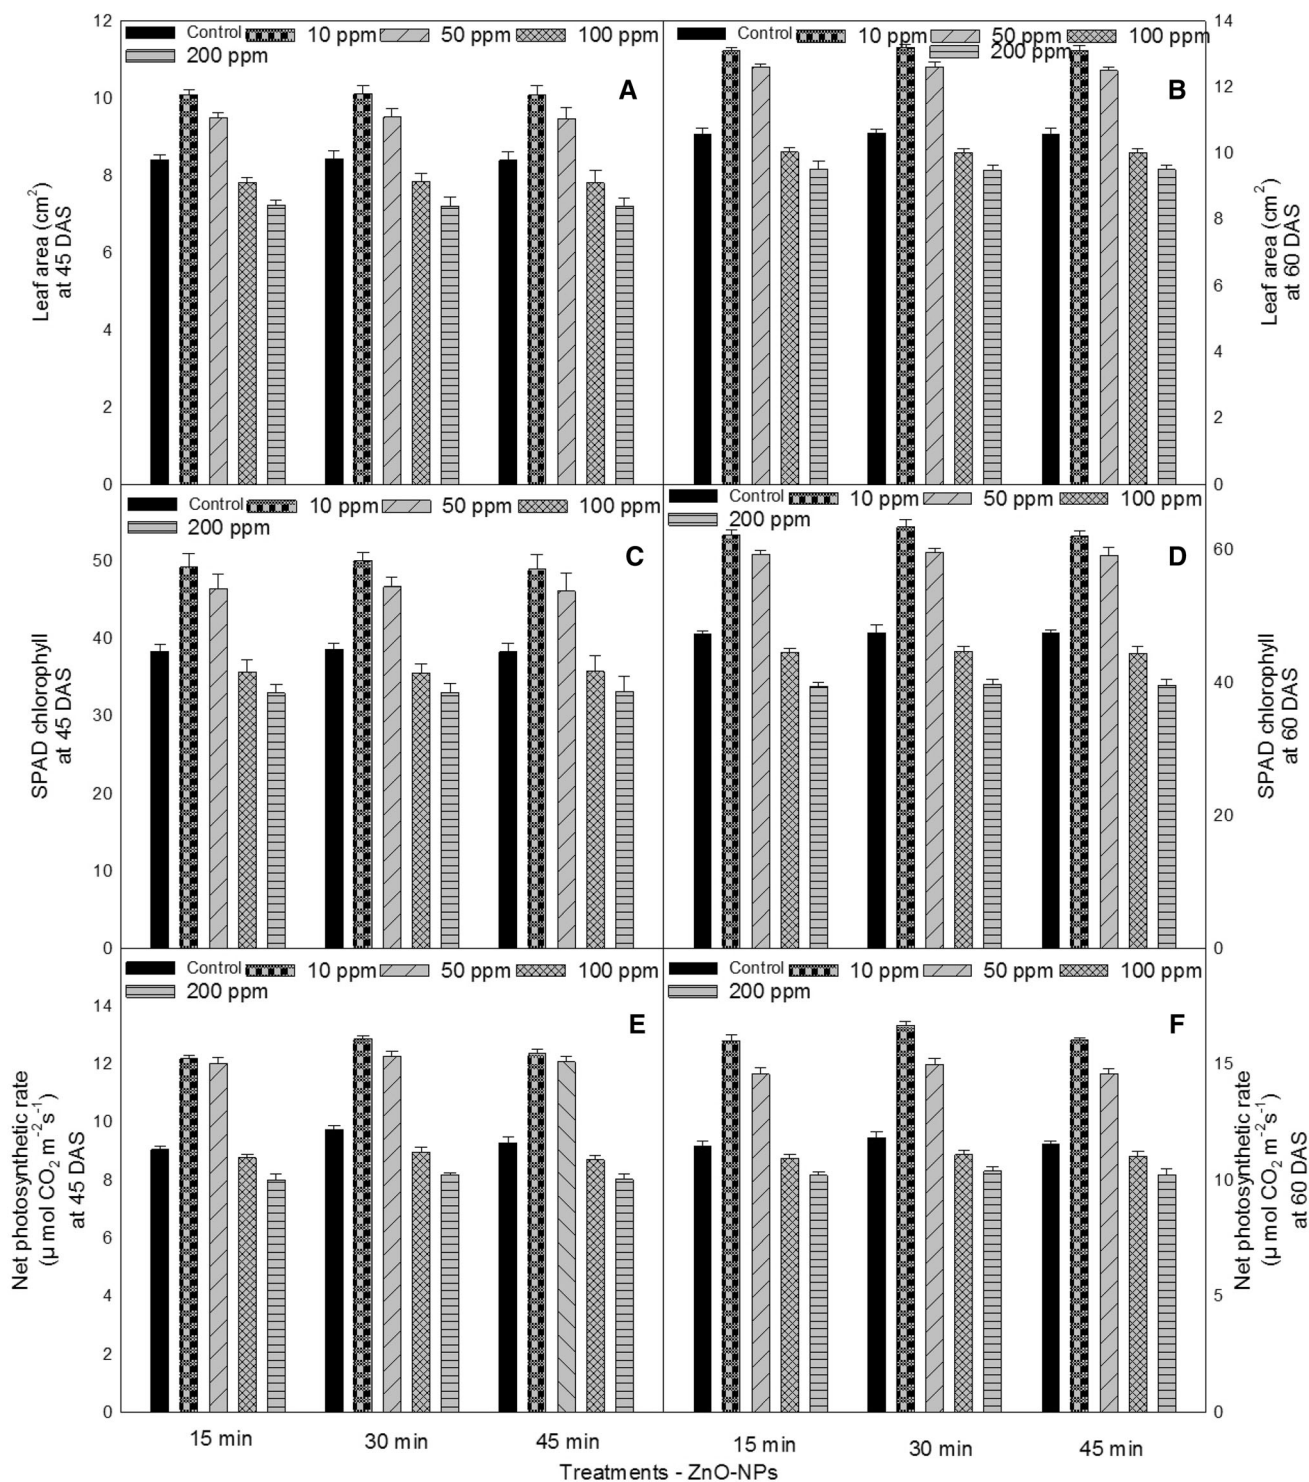 Control 10 ppm 50 ppm 100 ppm
200 ppm
A
12
10
8
6
4
2
0
Leaf area (cm2)
at 45 DAS
Control 10 ppm 50 ppm 100 ppm
200 ppm
B
14
12
10
8
6
4
2
0
Leaf area (cm2)
at 60 DAS
Control 10 ppm 50 ppm 100 ppm
200 ppm
C
50
40
30
20
10
0
SPAD chlorophyll
at 45 DAS
Control 10 ppm 50 ppm 100 ppm
200 ppm
D
60
40
20
0
SPAD chlorophyll
at 60 DAS
Control 10 ppm 50 ppm 100 ppm
200 ppm
E
14
12
10
8
6
4
2
0
Net photosynthetic rate
(µ mol CO2 m-2s-1)
at 45 DAS
Control 10 ppm 50 ppm 100 ppm
200 ppm
F
15
10
5
0
Net photosynthetic rate
(µ mol CO2 m-2s-1)
at 60 DAS
15 min 30 min 45 min 15 min 30 min 45 min
Treatments - ZnO-NPs